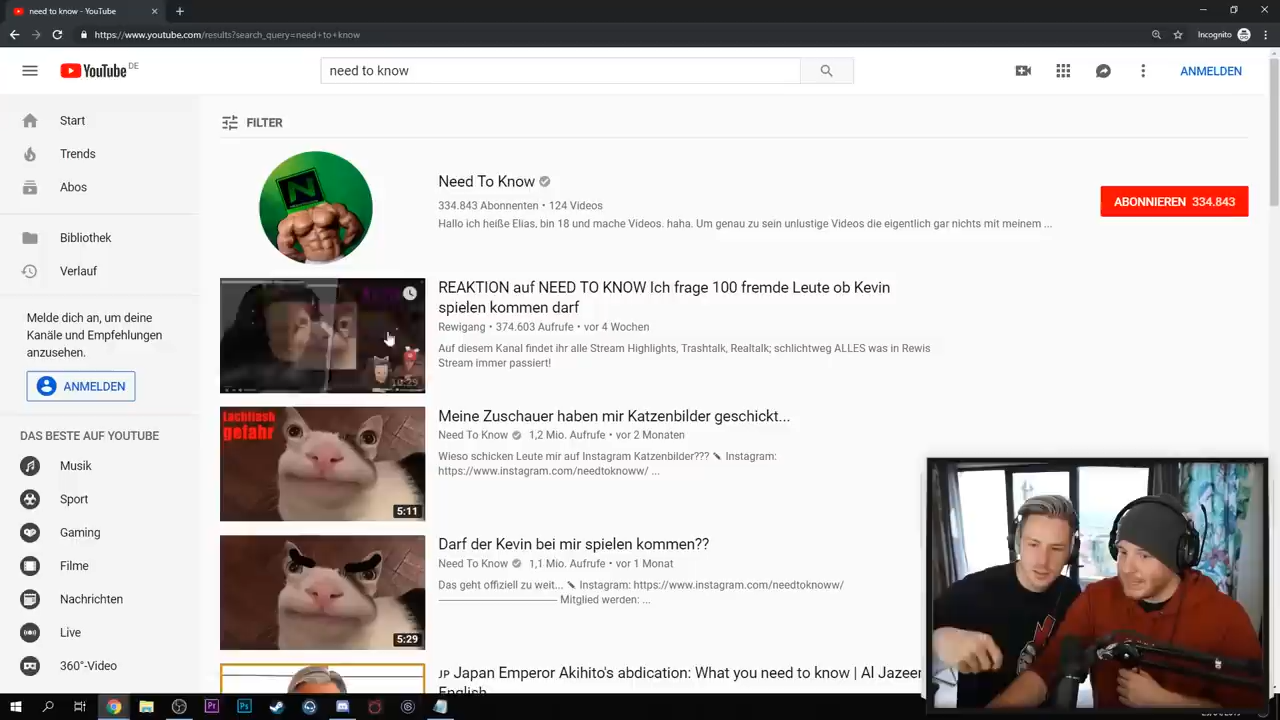 need to know - YouTube
https://www.youtube.com/results?search_query=need+to+know
Incognito
YouTube DE
need to know
ANMELDEN
Start
Trends
Abos
Bibliothek
Verlauf
Melde dich an, um deine
Kanäle und Empfehlungen
anzusehen.
ANMELDEN
DAS BESTE AUF YOUTUBE
Musik
Sport
Gaming
Filme
Nachrichten
Live
360°-Video
FILTER
N
Need To Know
334.843 Abonnenten • 124 Videos
Hallo ich heiße Elias, bin 18 und mache Videos. haha. Um genau zu sein unlustige Videos die eigentlich gar nichts mit meinem ...
ABONNIEREN 334.843
10:29
REAKTION auf NEED TO KNOW Ich frage 100 fremde Leute ob Kevin
spielen kommen darf
Rewigang • 374.603 Aufrufe • vor 4 Wochen
Auf diesem Kanal findet ihr alle Stream Highlights, Trashtalk, Realtalk; schlichtweg ALLES was in Rewis
Stream immer passiert!
Lachflash
gefahr
5:11
Meine Zuschauer haben mir Katzenbilder geschickt...
Need To Know 1,2 Mio. Aufrufe • vor 2 Monaten
Wieso schicken Leute mir auf Instagram Katzenbilder??? ✎ Instagram:
https://www.instagram.com/needtoknoww/ ...
5:29
Darf der Kevin bei mir spielen kommen??
Need To Know 1,1 Mio. Aufrufe • vor 1 Monat
Das geht offiziell zu weit... ✎ Instagram: https://www.instagram.com/needtoknoww/
——————————— Mitglied werden: ...
JP Japan Emperor Akihito's abdication: What you need to know | Al Jazeer
English
Pr
Ps